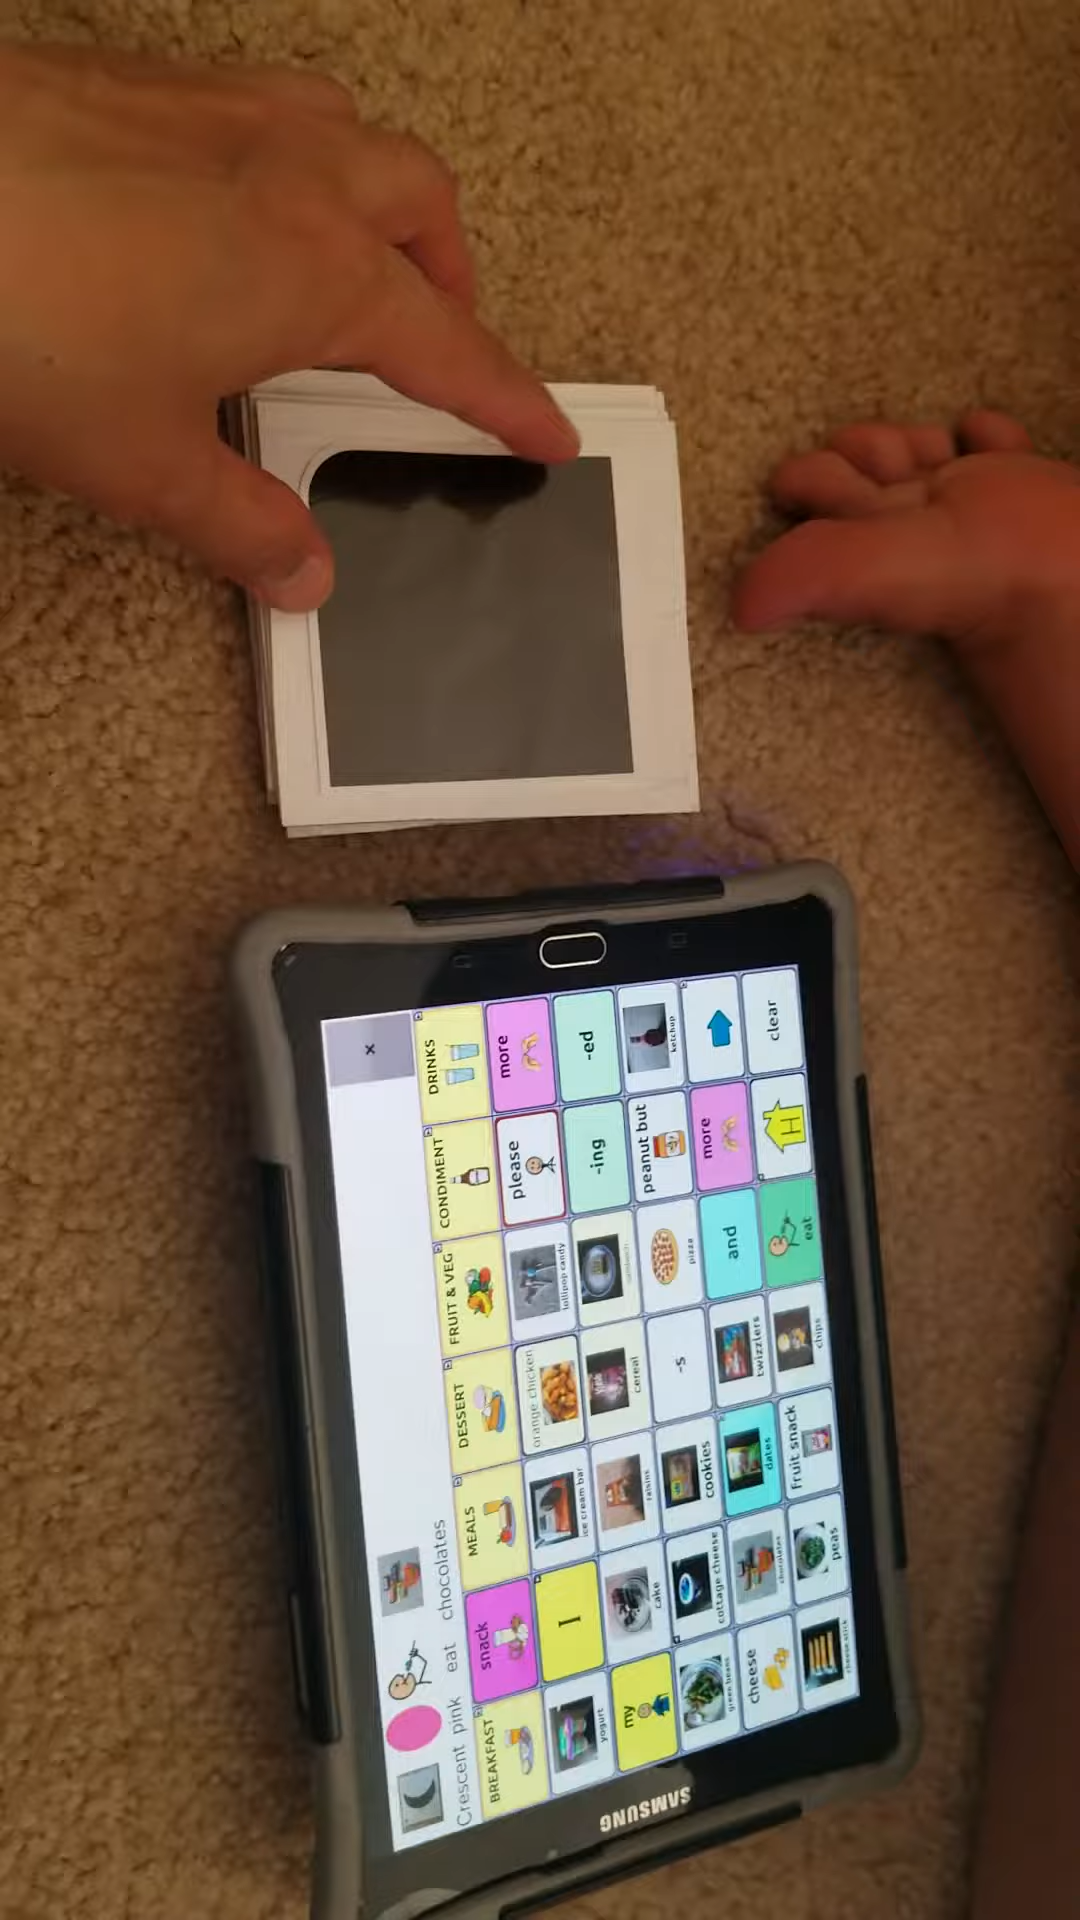 Crescent pink eat chocolates x
BREAKFAST snack MEALS DESSERT FRUIT & VEG CONDIMENT DRINKS
yogurt I ice cream bar orange chicken lollipop candy please more
my cake raisins cereal -ing -ed
green beans cottage cheese cookies -s pizza peanut but ketchup
cheese chocolates dates twizzlers and more
cheese stick peas fruit snack chips eat H clear
SAMSUNG